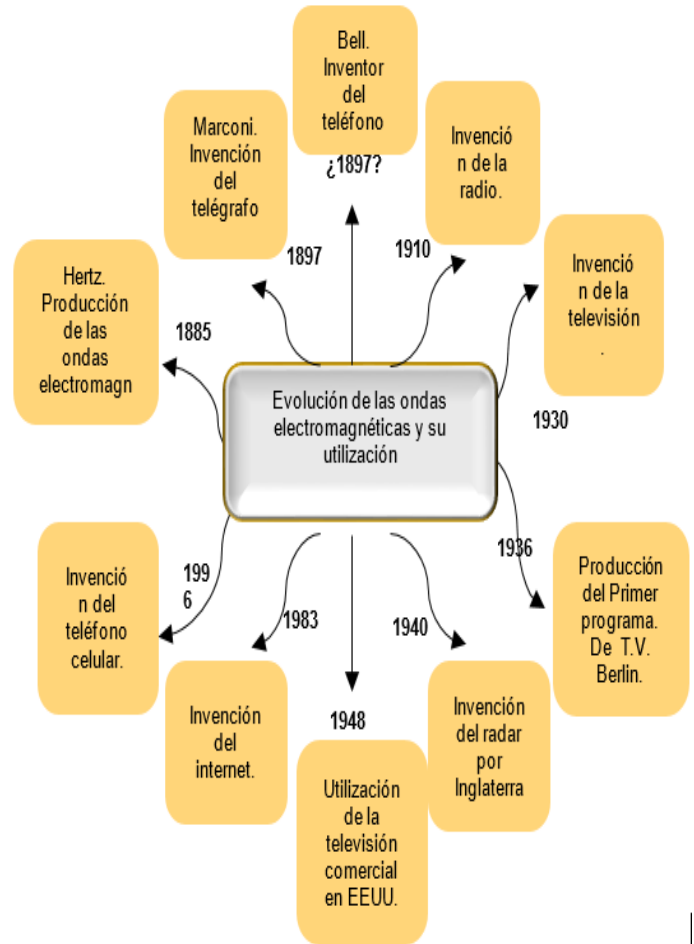 Bell.
Inventor
del
teléfono
¿1897?
Marconi.
Invención
del
telégrafo
1897
Invenció
n de la
radio.
1910
Hertz.
Producción
de las
ondas
electromagn
1885
Invenció
n de la
televisión
.
1930
Evolución de las ondas
electromagnéticas y su
utilización
Invenció
n del
teléfono
celular.
199
6
Invención
del
internet.
1983
1948
Utilización
de la
televisión
comercial
en EEUU.
1940
Invención
del radar
por
Inglaterra
1936
Producción
del Primer
programa.
De T.V.
Berlin.